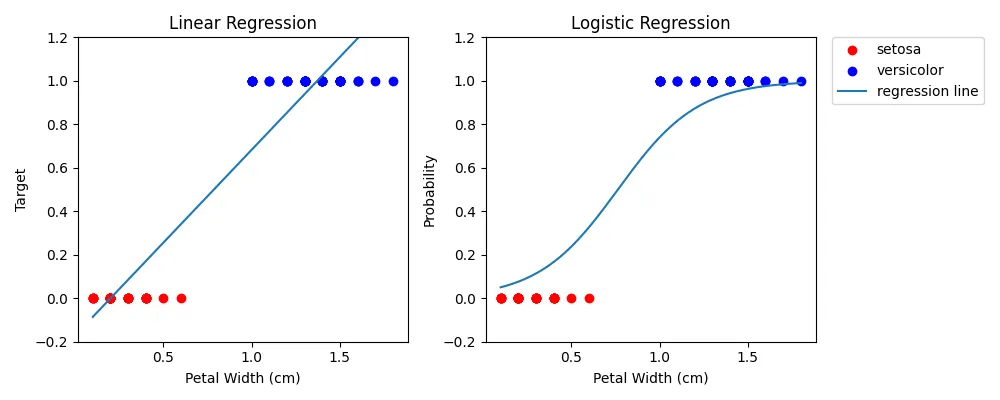 Linear Regression
Logistic Regression
1.2
1.0
0.8
0.6
0.4
0.2
0.0
−0.2
Target
0.5
1.0
1.5
Petal Width (cm)
1.2
1.0
0.8
0.6
0.4
0.2
0.0
−0.2
Probability
0.5
1.0
1.5
Petal Width (cm)
setosa
versicolor
regression line